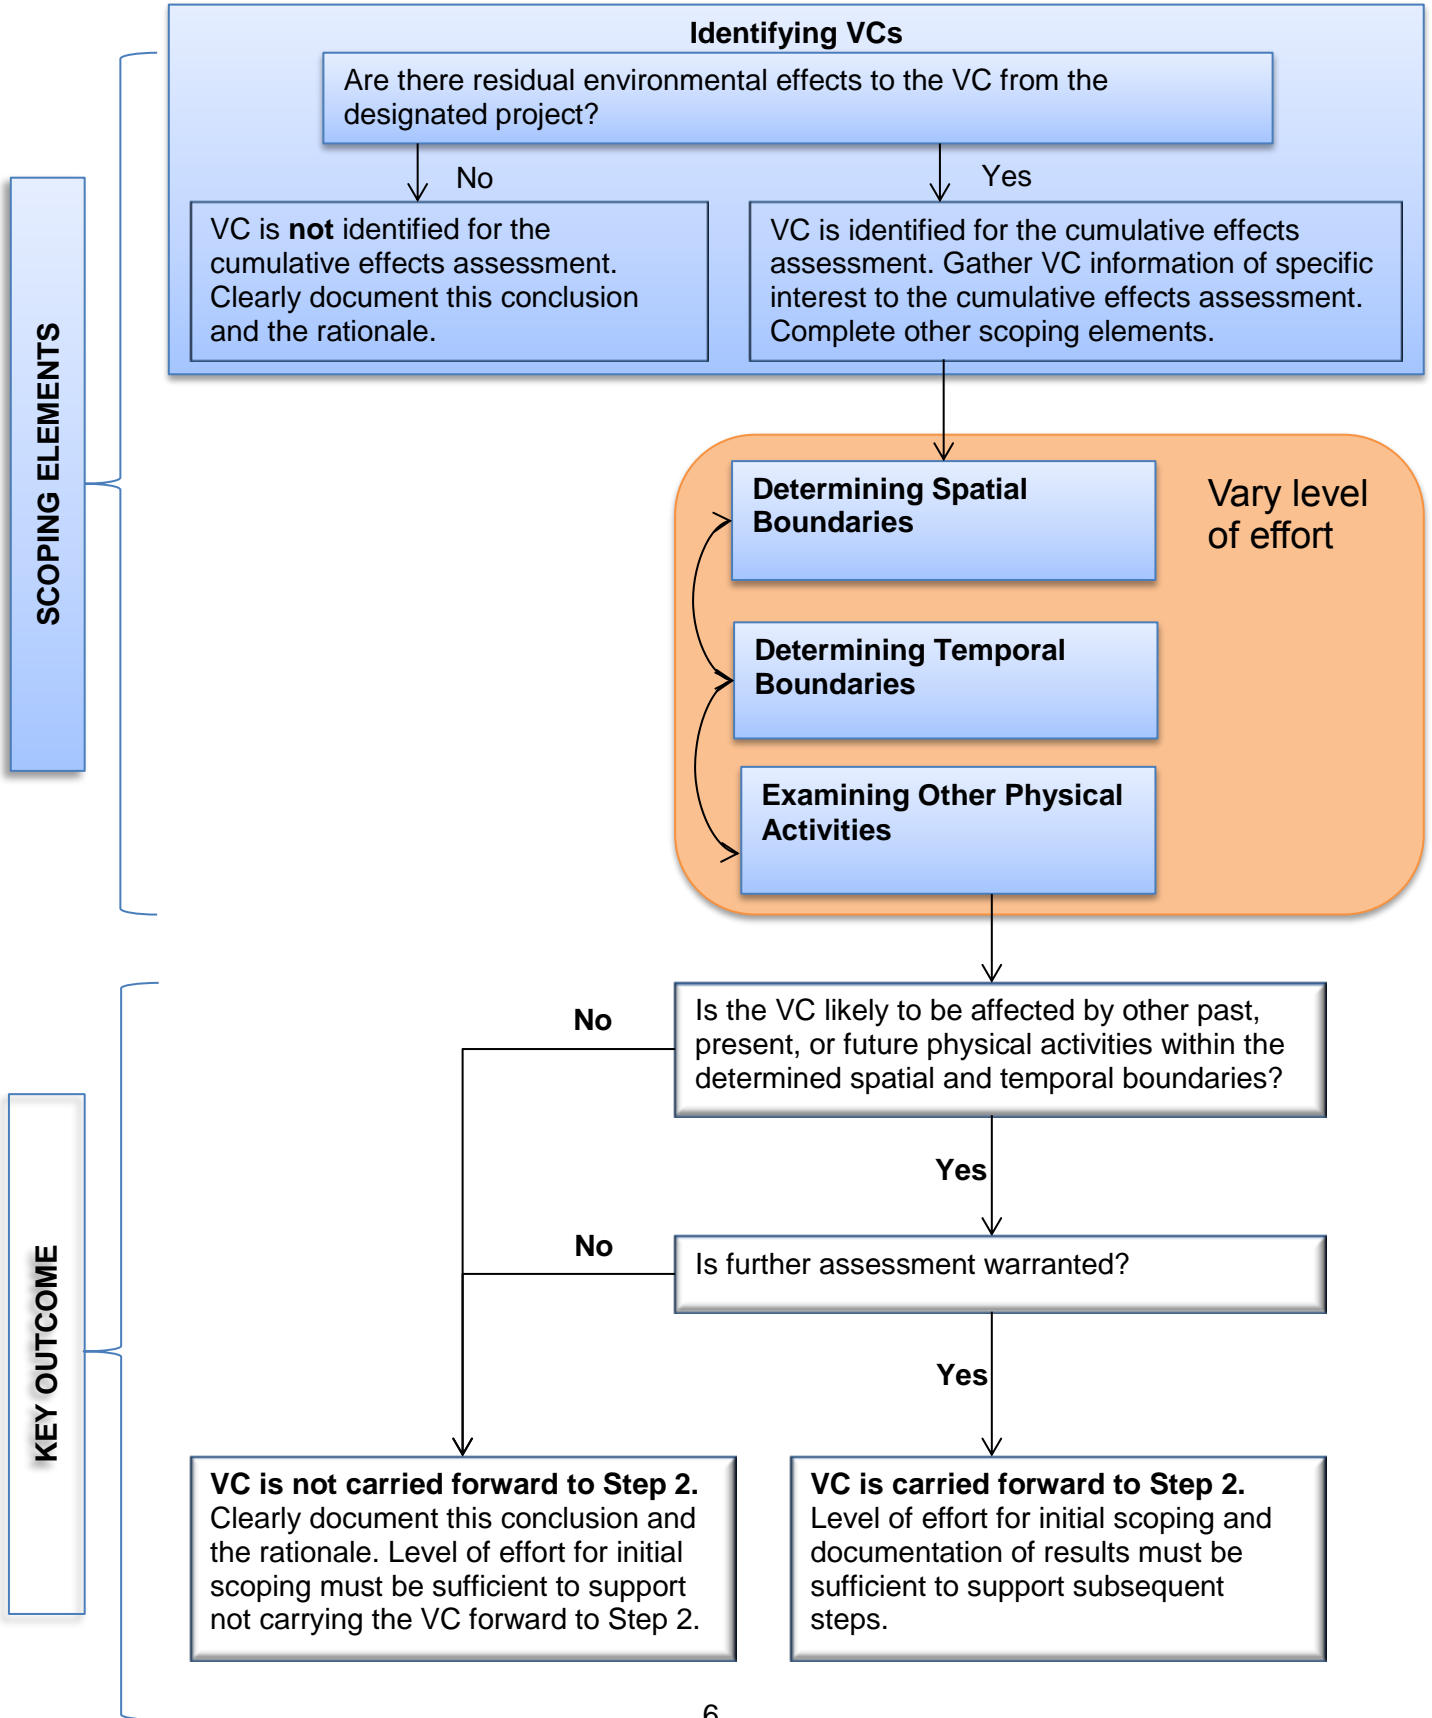 Identifying VCs
Are there residual environmental effects to the VC from the
designated project?
No
Yes
VC is not identified for the
cumulative effects assessment.
Clearly document this conclusion
and the rationale.
VC is identified for the cumulative effects
assessment. Gather VC information of specific
interest to the cumulative effects assessment.
Complete other scoping elements.
SCOPING ELEMENTS
Determining Spatial
Boundaries
Vary level
of effort
Determining Temporal
Boundaries
Examining Other Physical
Activities
No
Is the VC likely to be affected by other past,
present, or future physical activities within the
determined spatial and temporal boundaries?
Yes
No
Is further assessment warranted?
Yes
KEY OUTCOME
VC is not carried forward to Step 2.
Clearly document this conclusion and
the rationale. Level of effort for initial
scoping must be sufficient to support
not carrying the VC forward to Step 2.
VC is carried forward to Step 2.
Level of effort for initial scoping and
documentation of results must be
sufficient to support subsequent
steps.
6